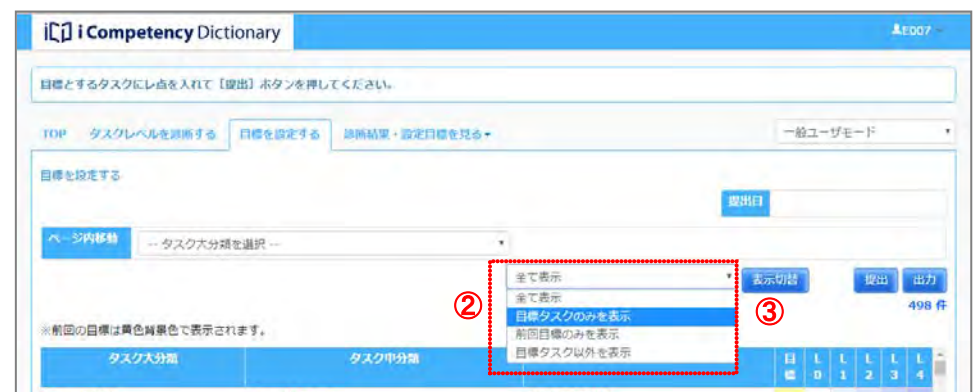 i Competency Dictionary
E007
目標とするタスクにレ点を入れて［提出］ボタンを押してください。
TOP タスクレベルを診断する 目標を設定する 診断結果・設定目標を見る
一般ユーザモード
目標を設定する
提出日
ページ内移動 -- タスク大分類を選択 --
全て表示 表示切替 提出 出力
全て表示
② 目標タスクのみを表示 ③ 498 件
前回目標のみを表示
※前回の目標は黄色背景色で表示されます。
目標タスク以外を表示
タスク大分類 タスク中分類 目標 L0 L1 L2 L3 L4